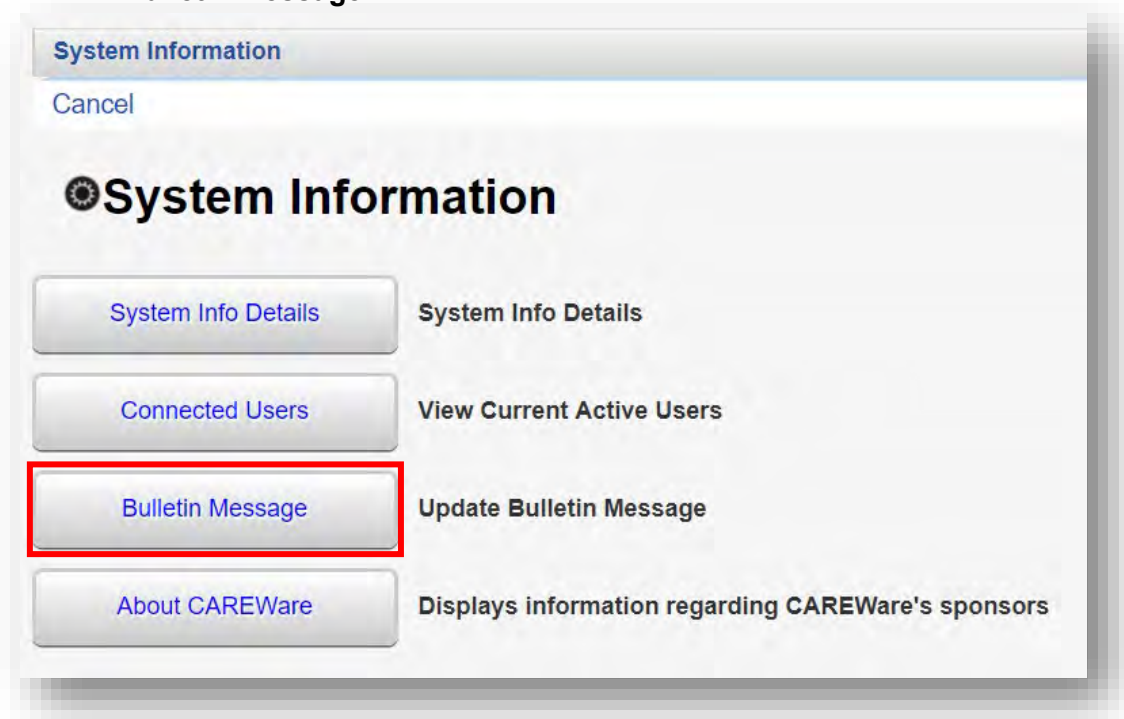 System Information
Cancel
System Information
System Info Details System Info Details
Connected Users View Current Active Users
Bulletin Message Update Bulletin Message
About CAREWare Displays information regarding CAREWare's sponsors